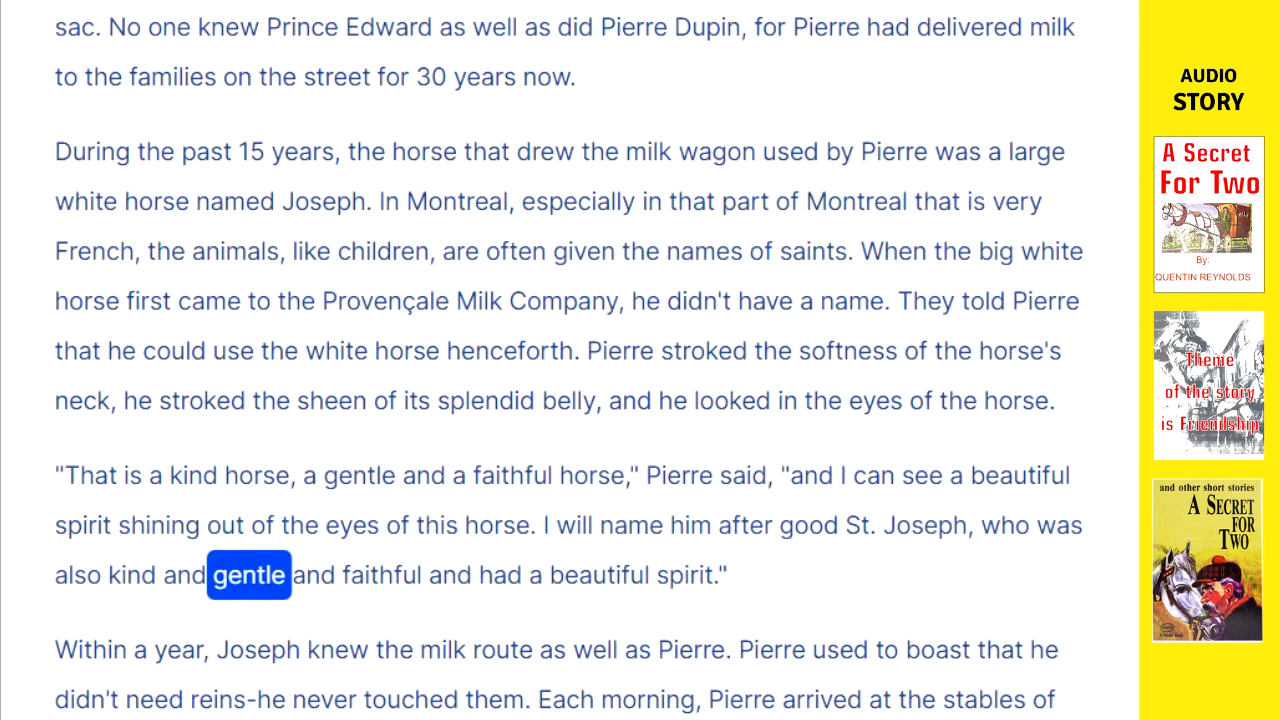 sac. No one knew Prince Edward as well as did Pierre Dupin, for Pierre had delivered milk
to the families on the street for 30 years now.
During the past 15 years, the horse that drew the milk wagon used by Pierre was a large
white horse named Joseph. In Montreal, especially in that part of Montreal that is very
French, the animals, like children, are often given the names of saints. When the big white
horse first came to the Provençale Milk Company, he didn't have a name. They told Pierre
that he could use the white horse henceforth. Pierre stroked the softness of the horse's
neck, he stroked the sheen of its splendid belly, and he looked in the eyes of the horse.
"That is a kind horse, a gentle and a faithful horse," Pierre said, "and I can see a beautiful
spirit shining out of the eyes of this horse. I will name him after good St. Joseph, who was
also kind and gentle and faithful and had a beautiful spirit."
Within a year, Joseph knew the milk route as well as Pierre. Pierre used to boast that he
didn't need reins-he never touched them. Each morning, Pierre arrived at the stables of
AUDIO
STORY
A Secret
For Two
By:
QUENTIN REYNOLDS
Theme
of the story
is Friendship
and other short stories
A SECRET
FOR
TWO